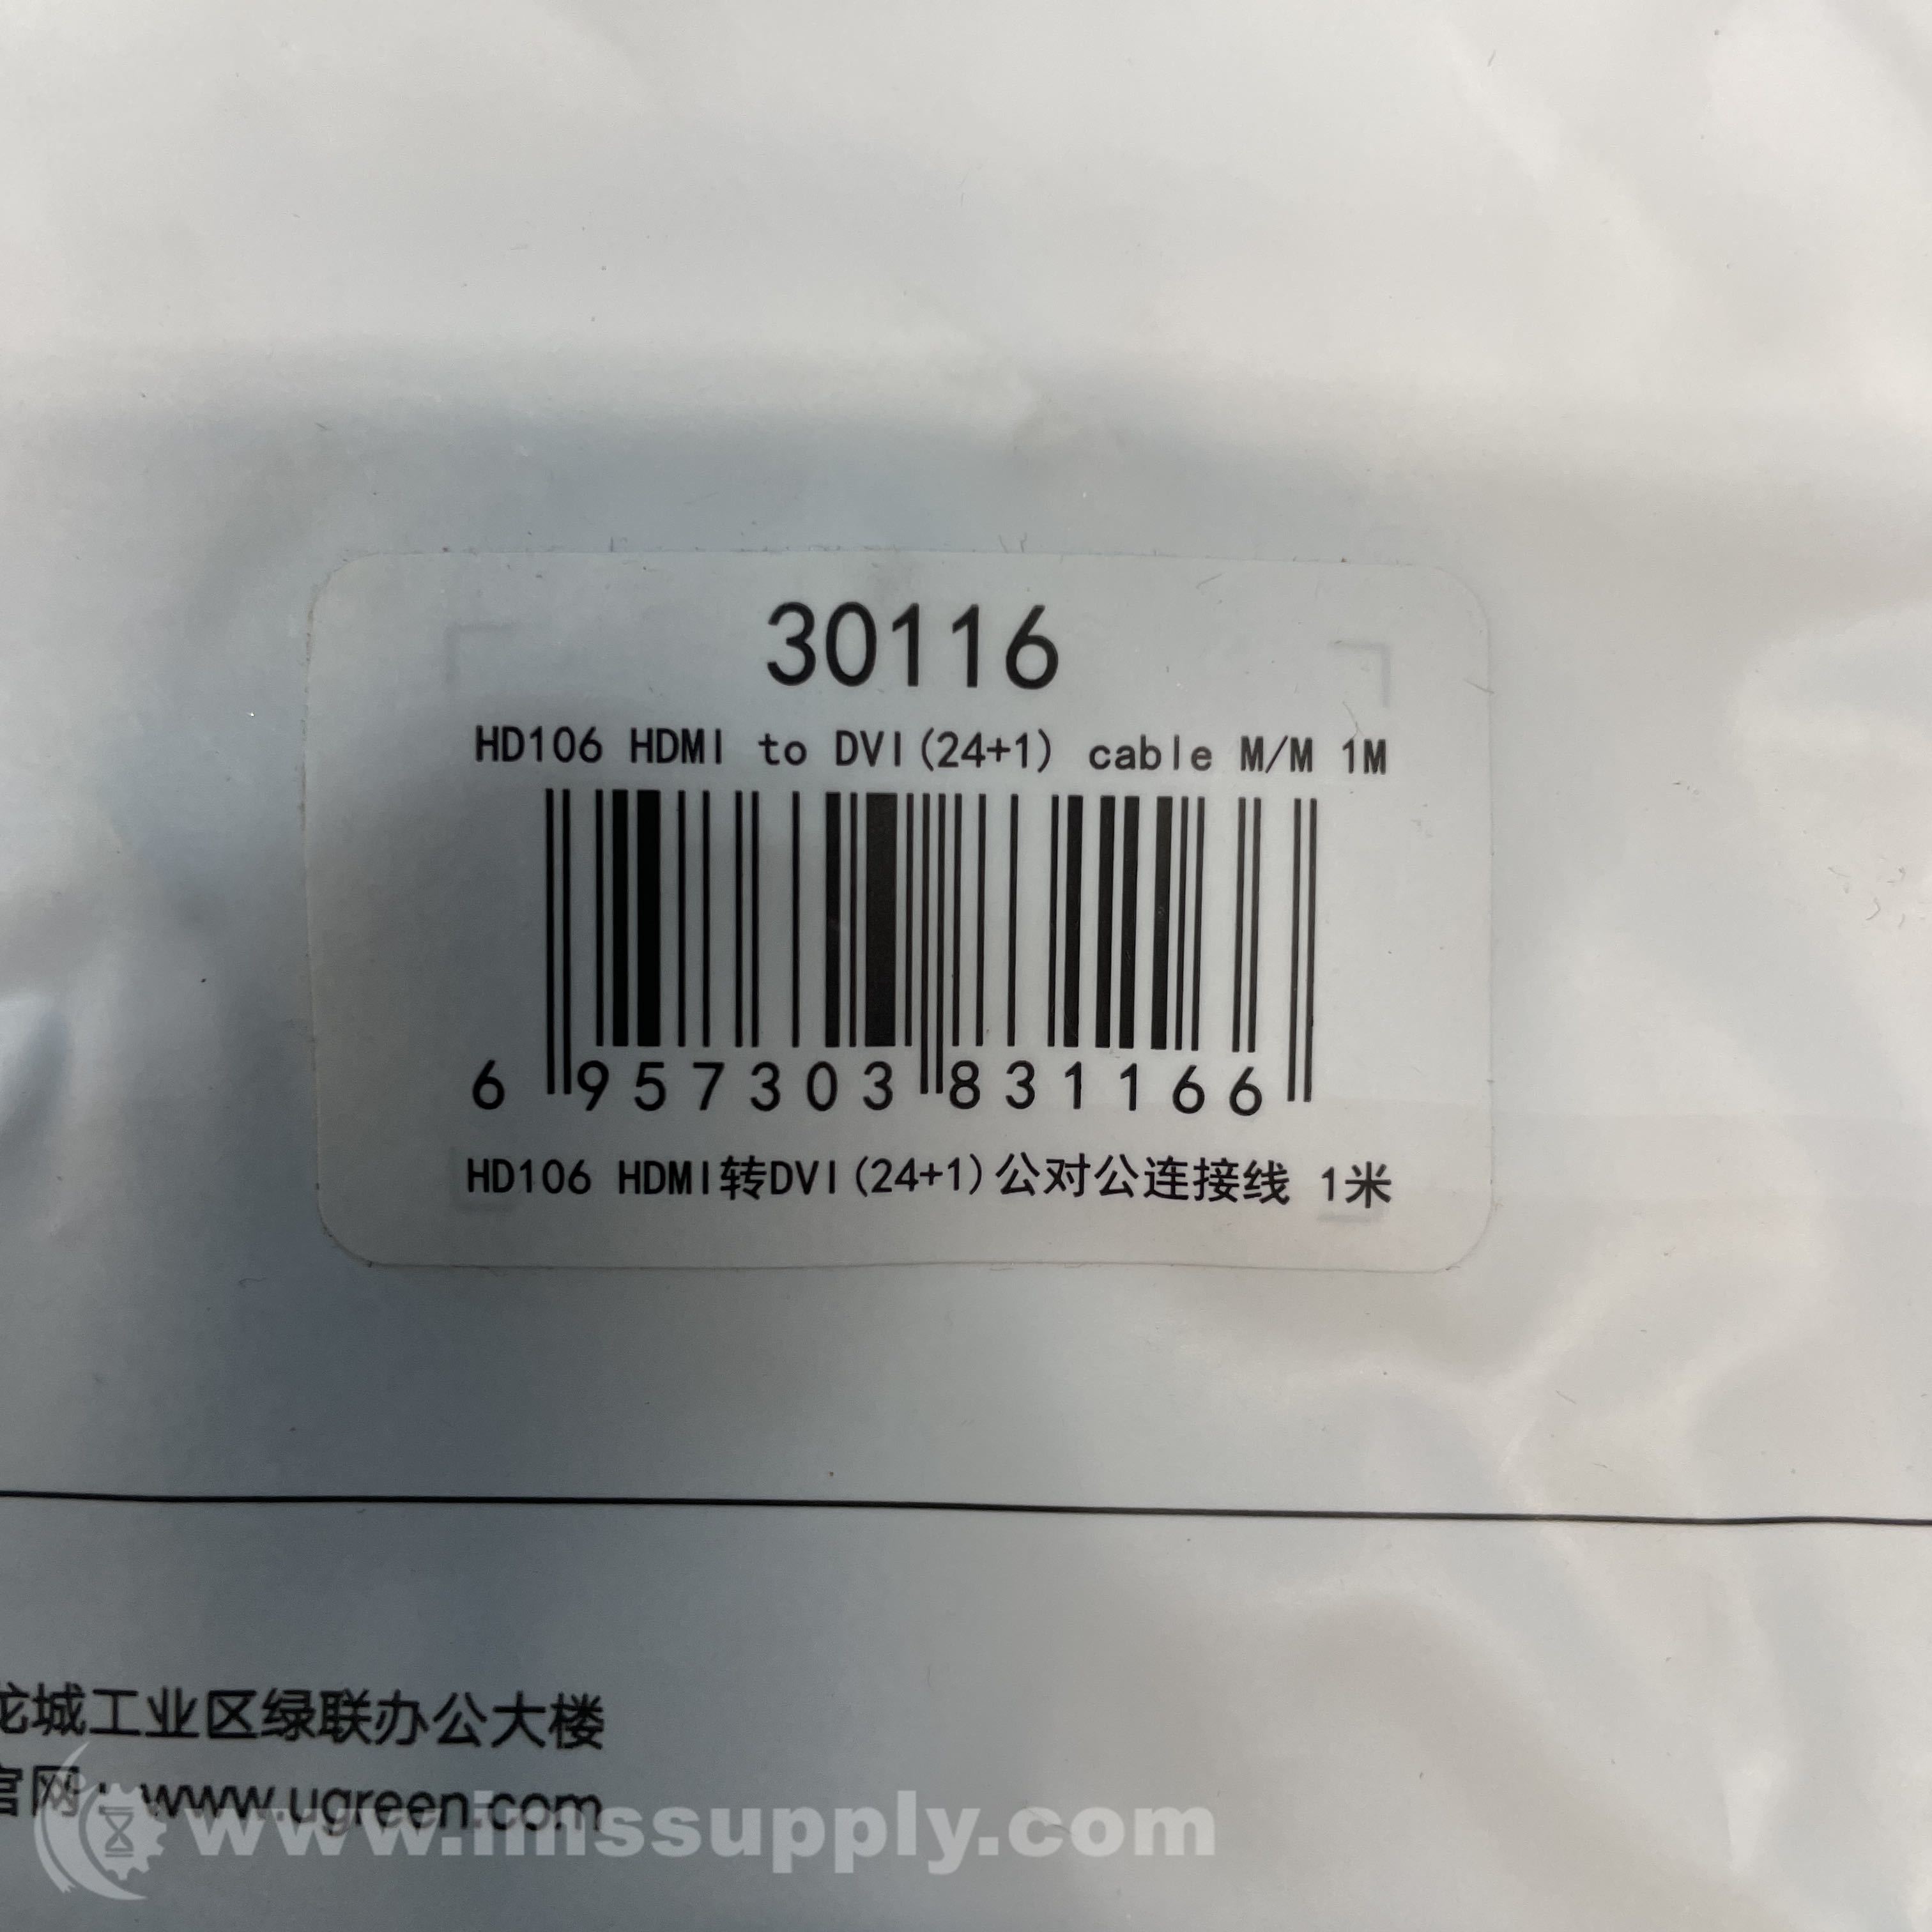 30116
HD106 HDMI to DVI(24+1) cable M/M 1M
6 957303 831166
HD106 HDMI转DVI(24+1)公对公连接线 1米
龙城工业区绿联办公大楼
官网: www.ugreen.com
www.imssupply.com